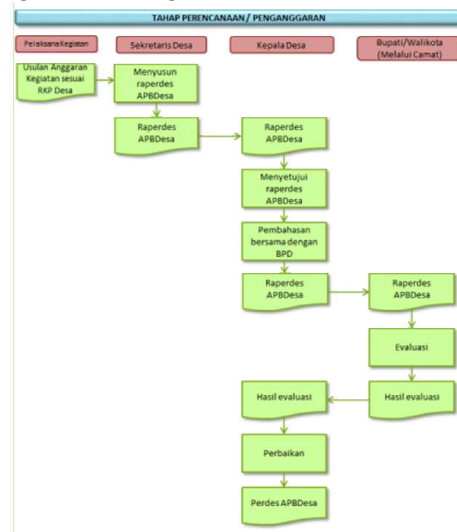 TAHAP PERENCANAAN / PENGANGGARAN
Pelaksana Kegiatan
Sekretaris Desa
Kepala Desa
Bupati/Walikota
(Melalui Camat)
Usulan Anggaran
Kegiatan sesuai
RKP Desa
Menyusun
raperdes
APBDesa
Raperdes
APBDesa
Raperdes
APBDesa
Menyetujui
raperdes
APBDesa
Pembahasan
bersama dengan
BPD
Raperdes
APBDesa
Raperdes
APBDesa
Evaluasi
Hasil evaluasi
Hasil evaluasi
Perbaikan
Perdes APBDesa